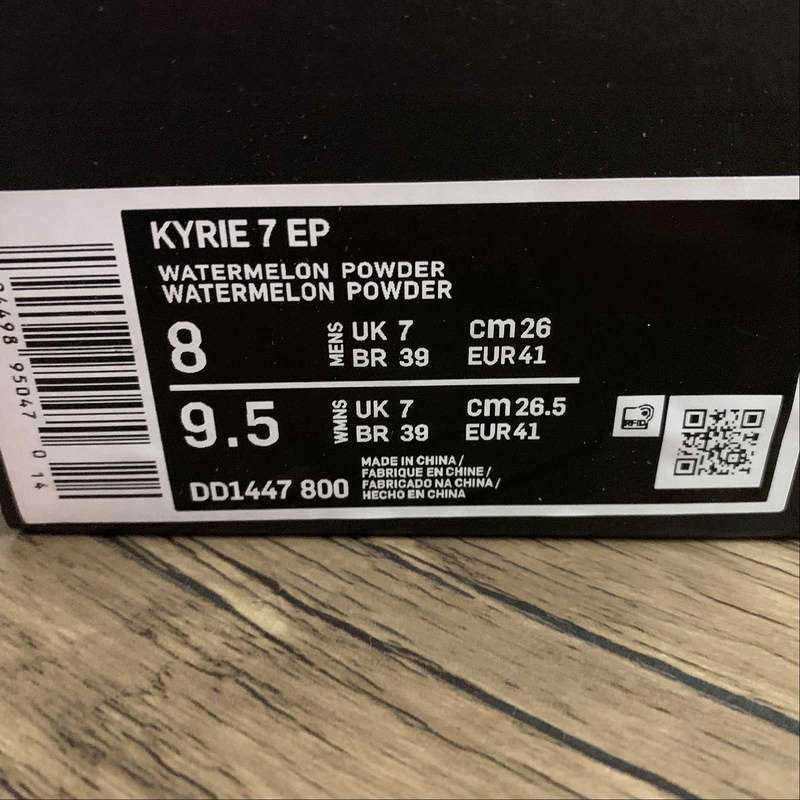 KYRIE 7 EP
WATERMELON POWDER
WATERMELON POWDER
8 MENS UK 7 cm 26
BR 39 EUR 41
9.5 WMNS UK 7 cm 26.5
BR 39 EUR 41
RFID
DD1447 800
MADE IN CHINA /
FABRIQUE EN CHINE /
FABRICADO NA CHINA /
HECHO EN CHINA
95047 014